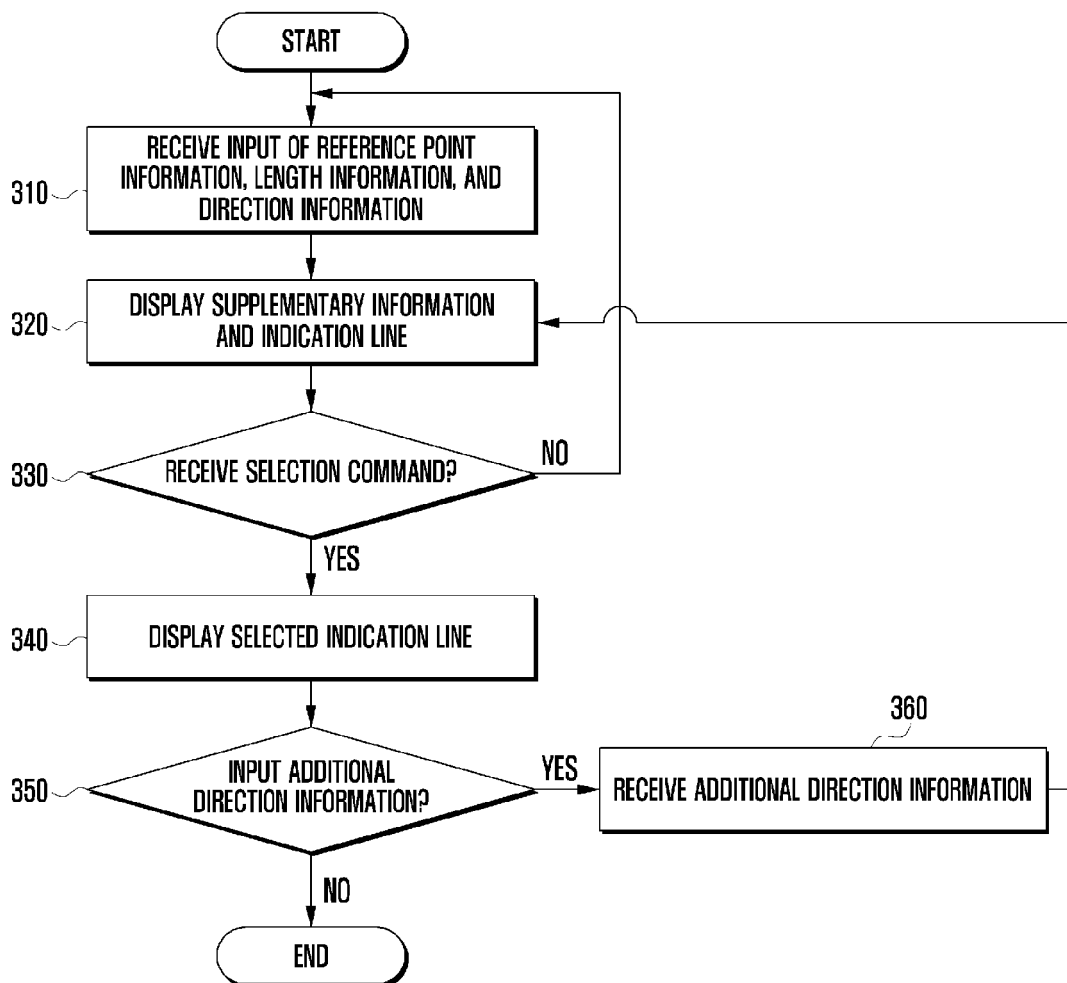 START
RECEIVE INPUT OF REFERENCE POINT
INFORMATION, LENGTH INFORMATION, AND
DIRECTION INFORMATION
310
DISPLAY SUPPLEMENTARY INFORMATION
AND INDICATION LINE
320
RECEIVE SELECTION COMMAND?
NO
330
YES
DISPLAY SELECTED INDICATION LINE
340
INPUT ADDITIONAL
DIRECTION INFORMATION?
YES
350
360
RECEIVE ADDITIONAL DIRECTION INFORMATION
NO
END